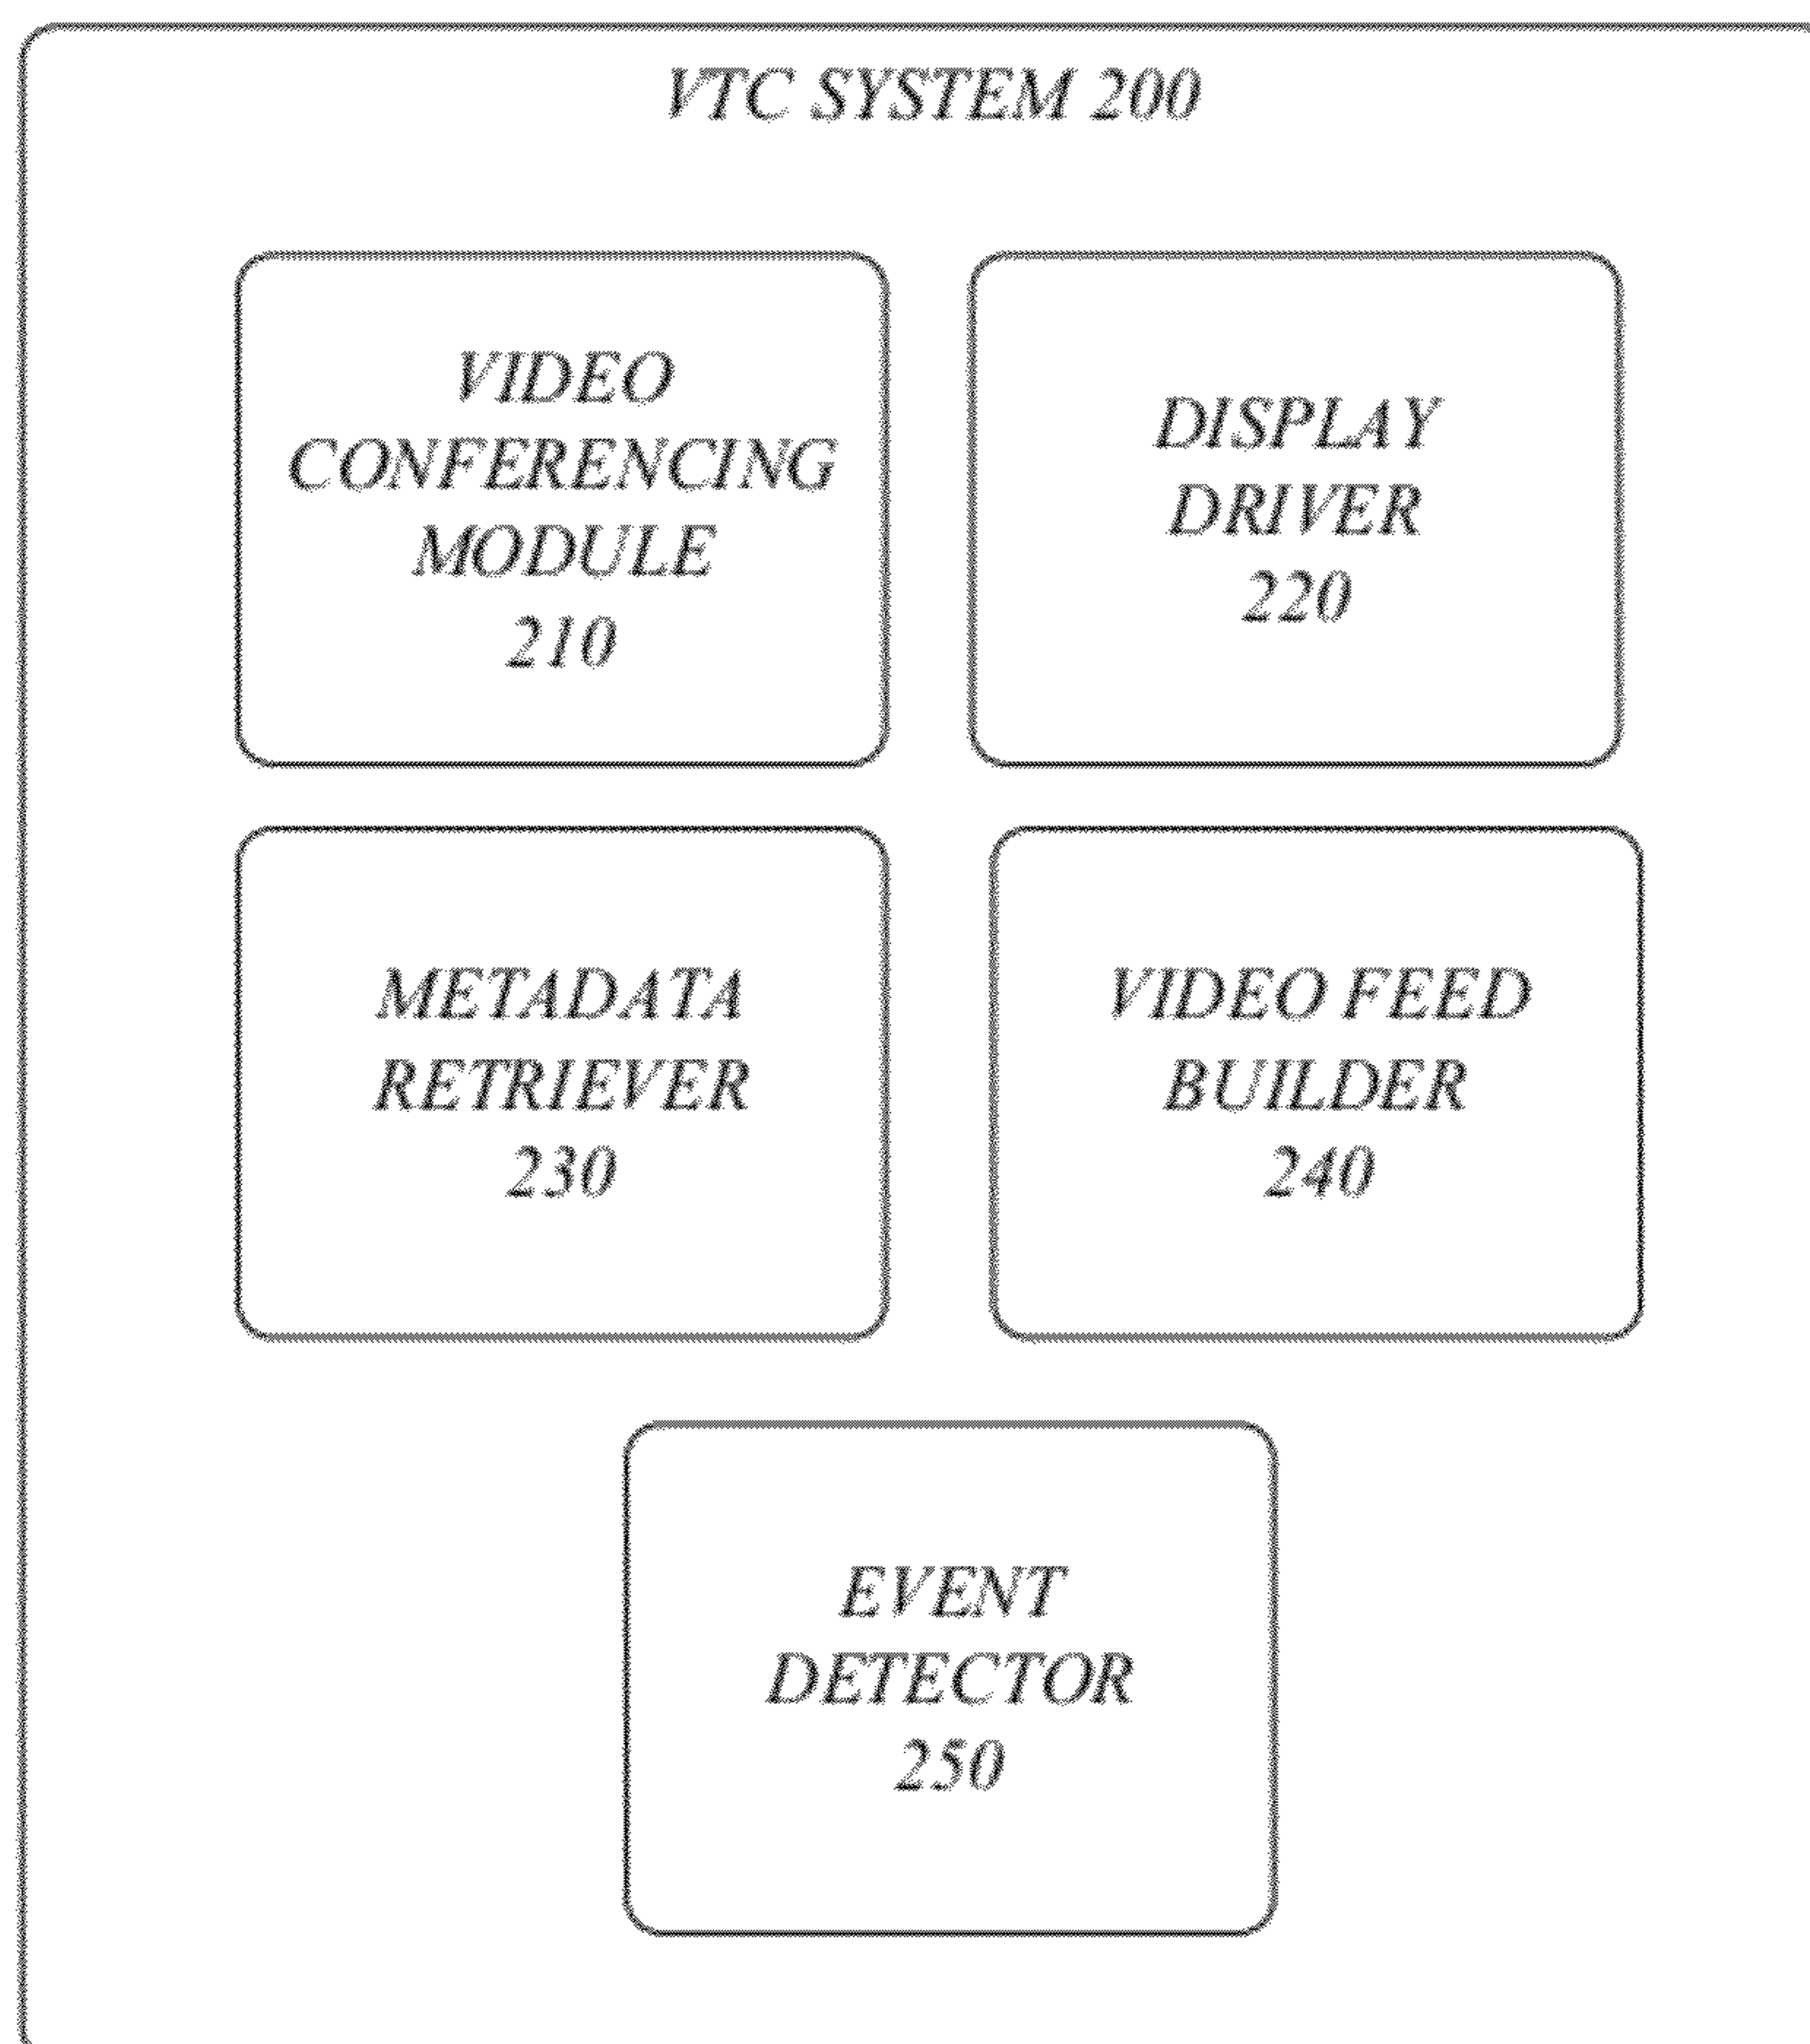 VTC SYSTEM 200
VIDEO
CONFERENCING
MODULE
210
DISPLAY
DRIVER
220
METADATA
RETRIEVER
230
VIDEO FEED
BUILDER
240
EVENT
DETECTOR
250